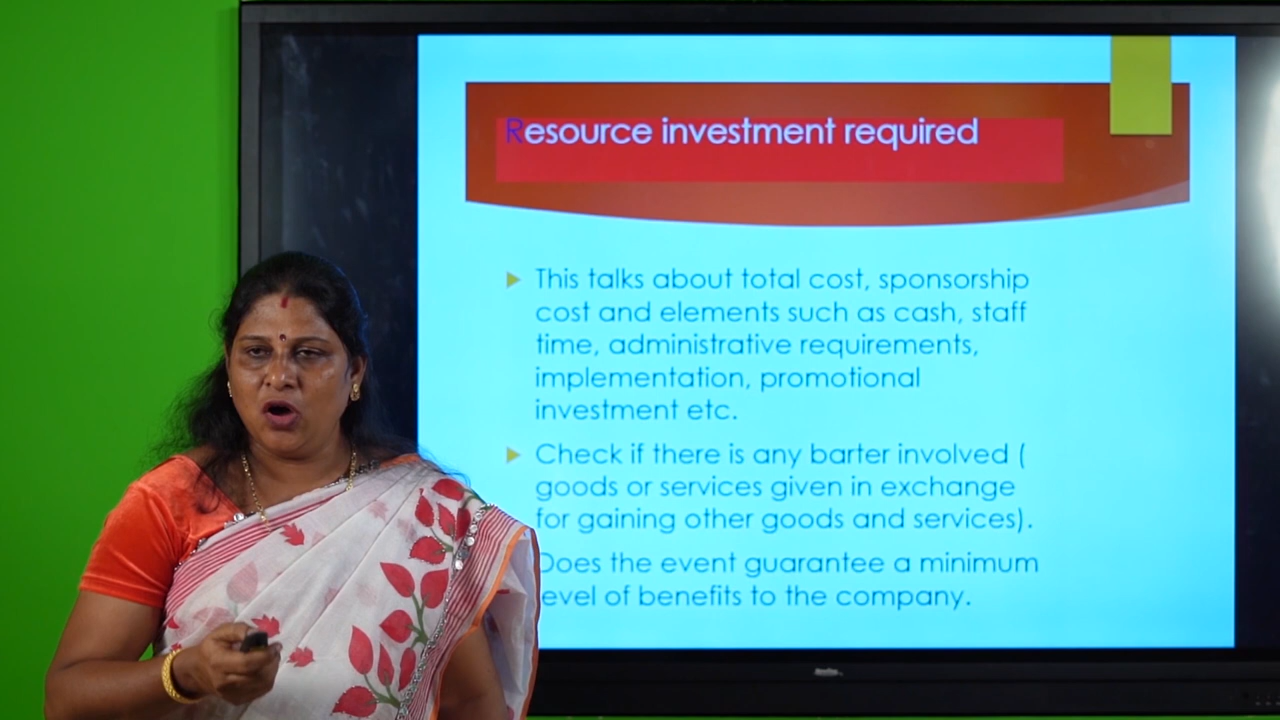 Resource investment required
This talks about total cost, sponsorship
cost and elements such as cash, staff
time, administrative requirements,
implementation, promotional
investment etc.
Check if there is any barter involved (
goods or services given in exchange
for gaining other goods and services).
Does the event guarantee a minimum
evel of benefits to the company.